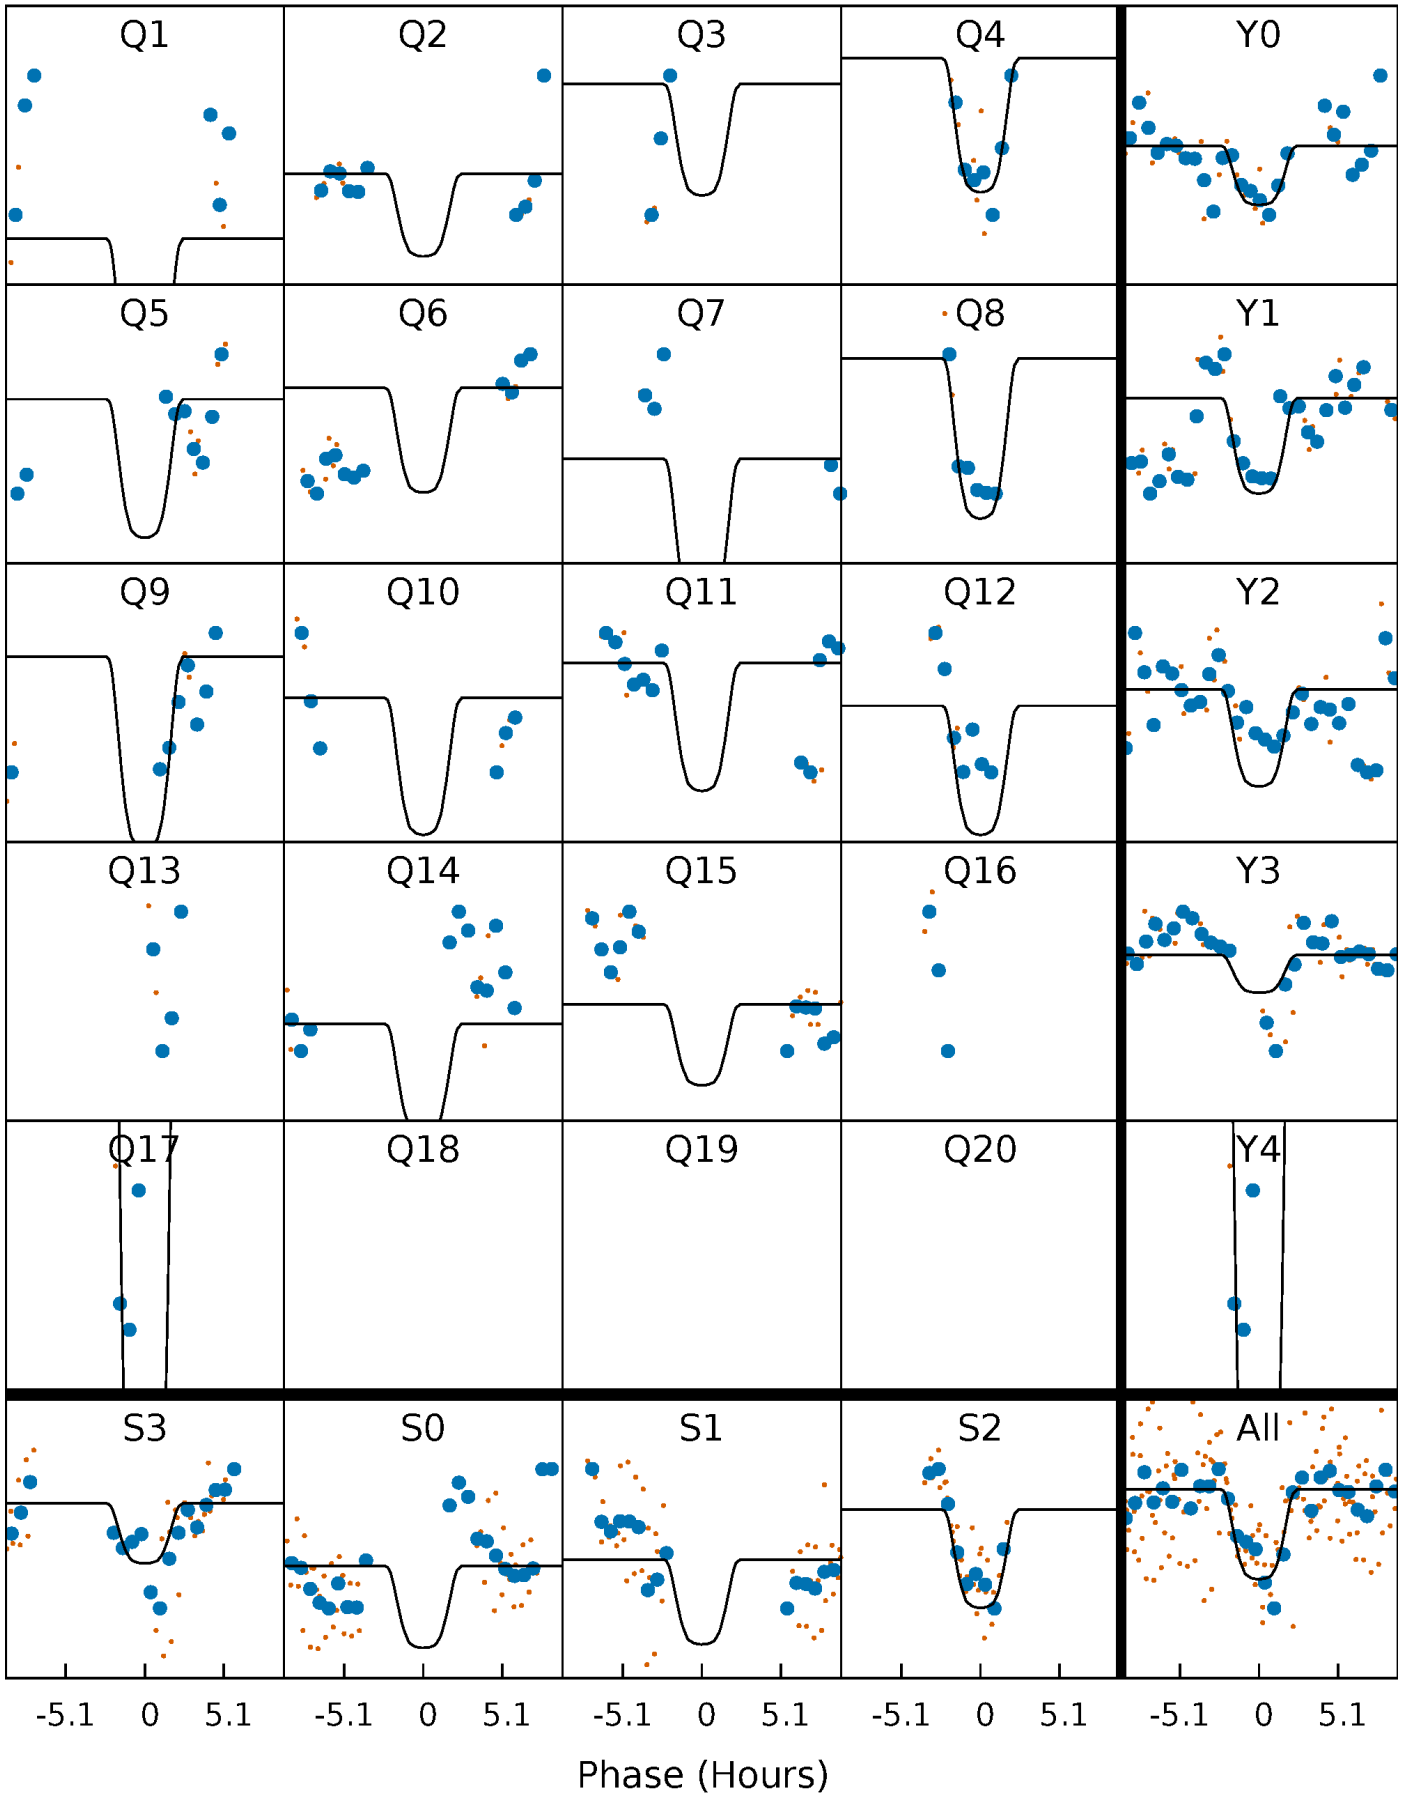 Q1 Q2 Q3 Q4 Y0
Q5 Q6 Q7 Q8 Y1
Q9 Q10 Q11 Q12 Y2
Q13 Q14 Q15 Q16 Y3
Q17 Q18 Q19 Q20 Y4
S3 S0 S1 S2 All
-5.1 0 5.1 -5.1 0 5.1 -5.1 0 5.1 -5.1 0 5.1 -5.1 0 5.1
Phase (Hours)